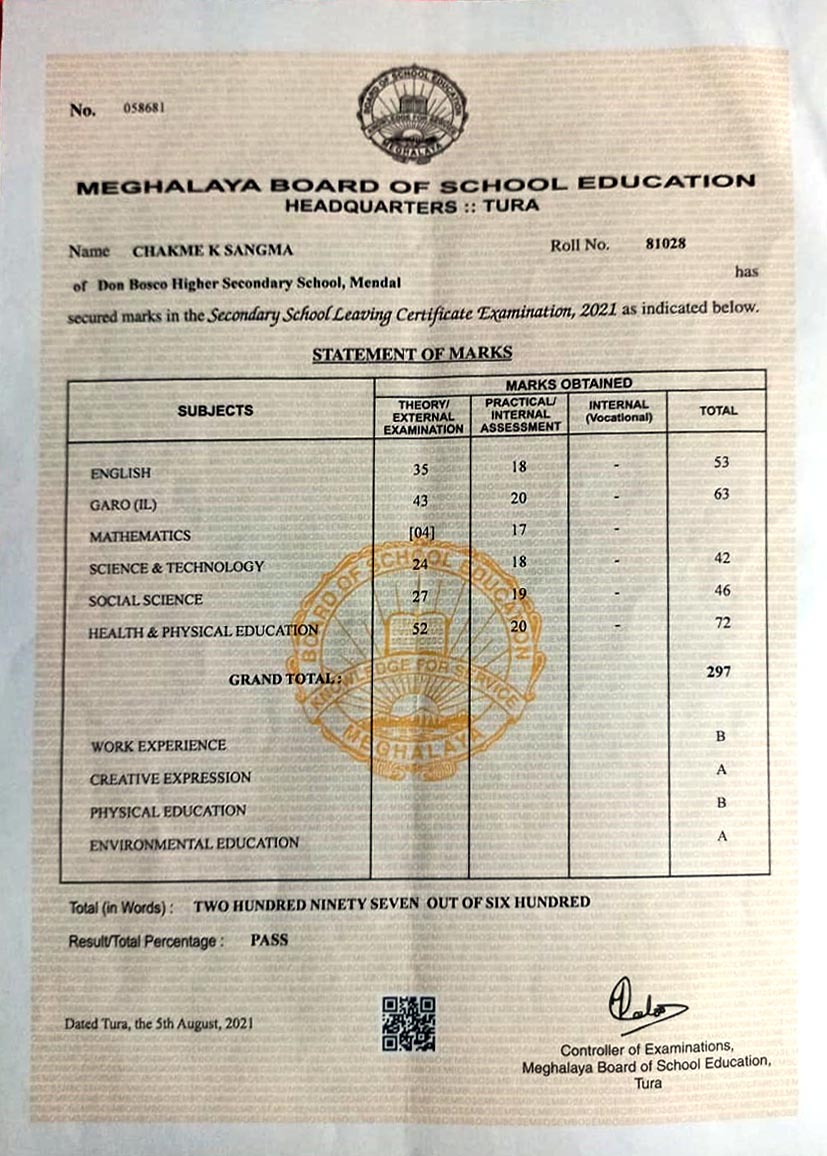 No. 058681
BOARD OF SCHOOL EDUCATION
KNOWLEDGE FOR SERVICE
MEGHALAYA
MEGHALAYA BOARD OF SCHOOL EDUCATION
HEADQUARTERS :: TURA
Name CHAKME K SANGMA Roll No. 81028
of Don Bosco Higher Secondary School, Mendal has
secured marks in the Secondary School Leaving Certificate Examination, 2021 as indicated below.
STATEMENT OF MARKS
SUBJECTS MARKS OBTAINED
THEORY/ EXTERNAL EXAMINATION PRACTICAL/ INTERNAL ASSESSMENT INTERNAL (Vocational) TOTAL
ENGLISH 35 18 - 53
GARO (IL) 43 20 - 63
MATHEMATICS [04] 17 -
SCIENCE & TECHNOLOGY 24 18 - 42
SOCIAL SCIENCE 27 19 - 46
HEALTH & PHYSICAL EDUCATION 52 20 - 72
GRAND TOTAL : 297
BOARD OF SCHOOL EDUCATION
KNOWLEDGE FOR SERVICE
MEGHALAYA
WORK EXPERIENCE B
CREATIVE EXPRESSION A
PHYSICAL EDUCATION B
ENVIRONMENTAL EDUCATION A
Total (in Words) : TWO HUNDRED NINETY SEVEN OUT OF SIX HUNDRED
Result/Total Percentage : PASS
Dated Tura, the 5th August, 2021
Controller of Examinations,
Meghalaya Board of School Education,
Tura